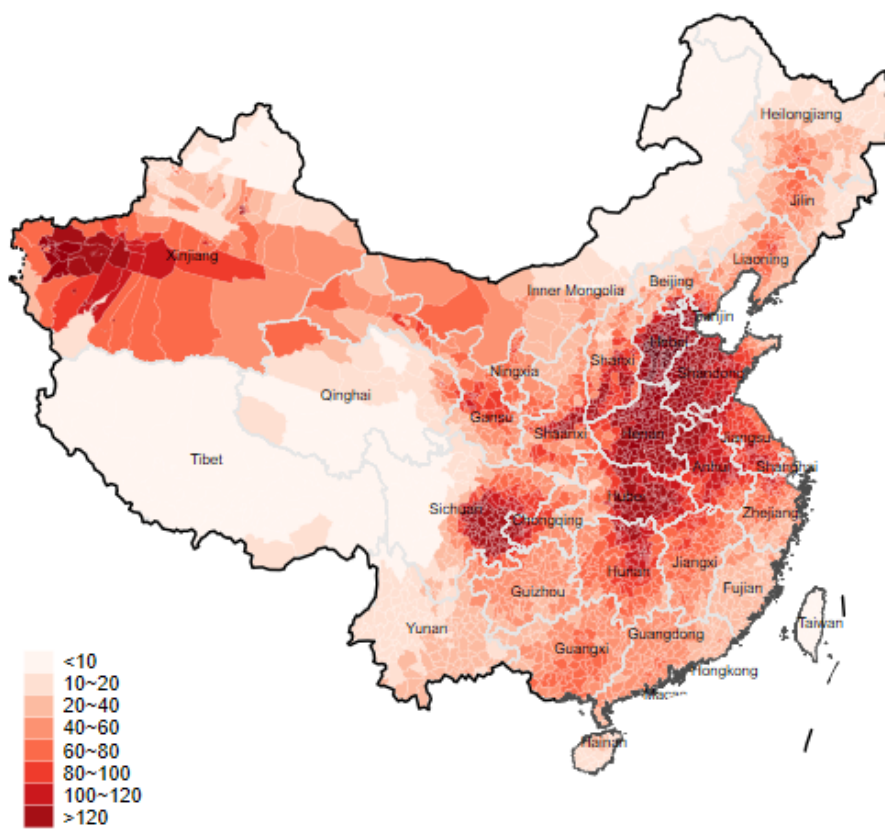 Heilongjiang
Jilin
Liaoning
Xinjiang
Inner Mongolia
Beijing
Tianjin
Hebei
Shanxi
Shandong
Ningxia
Qinghai
Gansu
Shaanxi
Henan
Jiangsu
Tibet
Anhui
Shanghai
Sichuan
Chongqing
Hubei
Zhejiang
Hunan
Jiangxi
Guizhou
Fujian
Yunan
Guangdong
Taiwan
Guangxi
Hongkong
Macau
Hainan
<10
10~20
20~40
40~60
60~80
80~100
100~120
>120